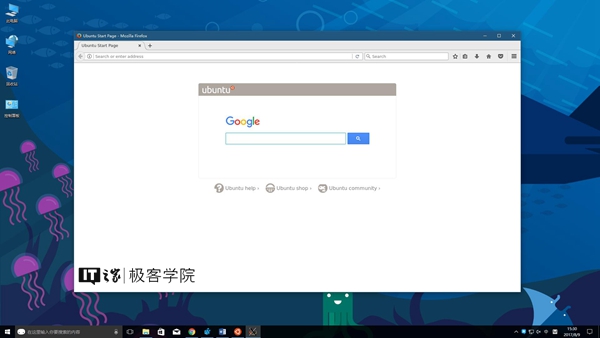 此电脑
网络
回收站
控制面板
Ubuntu Start Page - Mozilla Firefox
Ubuntu Start Page
Search or enter address
Search
ubuntu
Google
Ubuntu help ›
Ubuntu shop ›
Ubuntu community ›
IT之家 极客学院
在这里输入你要搜索的内容
中
15:30
2017/8/9